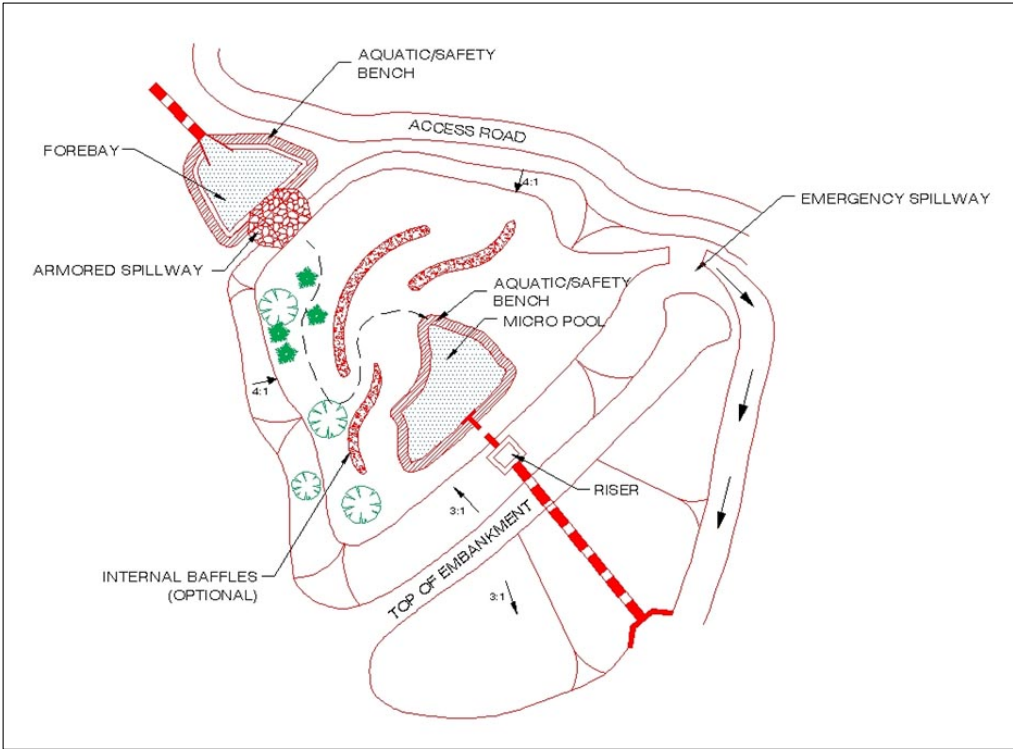 AQUATIC/SAFETY
BENCH
ACCESS ROAD
FOREBAY
4:1
EMERGENCY SPILLWAY
ARMORED SPILLWAY
AQUATIC/SAFETY
BENCH
MICRO POOL
4:1
RISER
3:1
TOP OF EMBANKMENT
INTERNAL BAFFLES
(OPTIONAL)
3:1